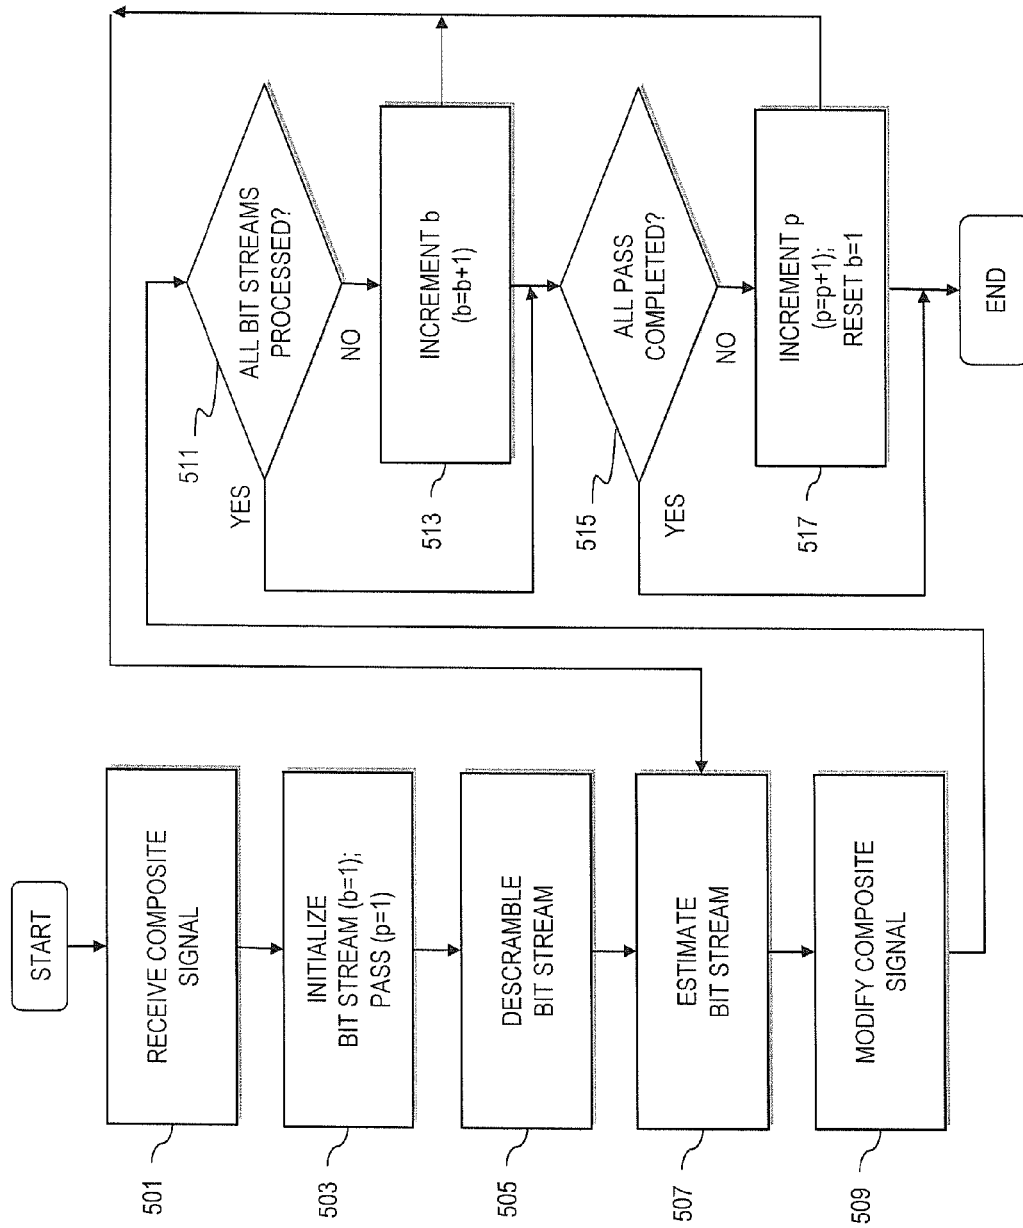 START
RECEIVE COMPOSITE
SIGNAL
501
INITIALIZE
BIT STREAM (b=1);
PASS (p=1)
503
DESCRAMBLE
BIT STREAM
505
ESTIMATE
BIT STREAM
507
MODIFY COMPOSITE
SIGNAL
509
ALL BIT STREAMS
PROCESSED?
511
YES
NO
INCREMENT b
(b=b+1)
513
ALL PASS
COMPLETED?
515
YES
NO
INCREMENT p
(p=p+1);
RESET b=1
517
END